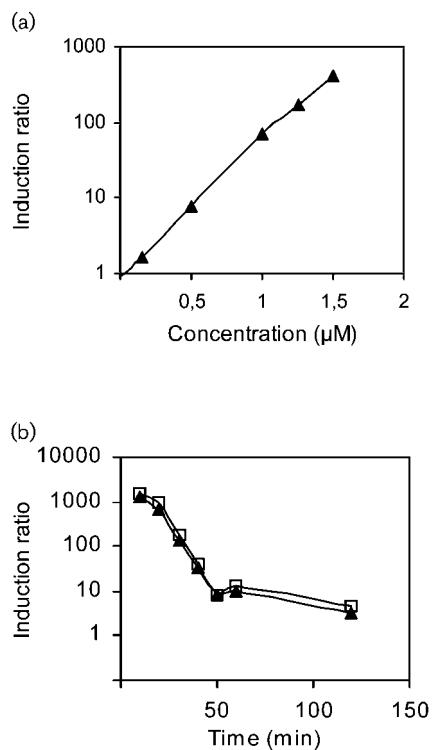 (a)
1000
100
10
1
Induction ratio
0,5
1
1,5
2
Concentration (µM)
(b)
10000
1000
100
10
1
Induction ratio
50
100
150
Time (min)